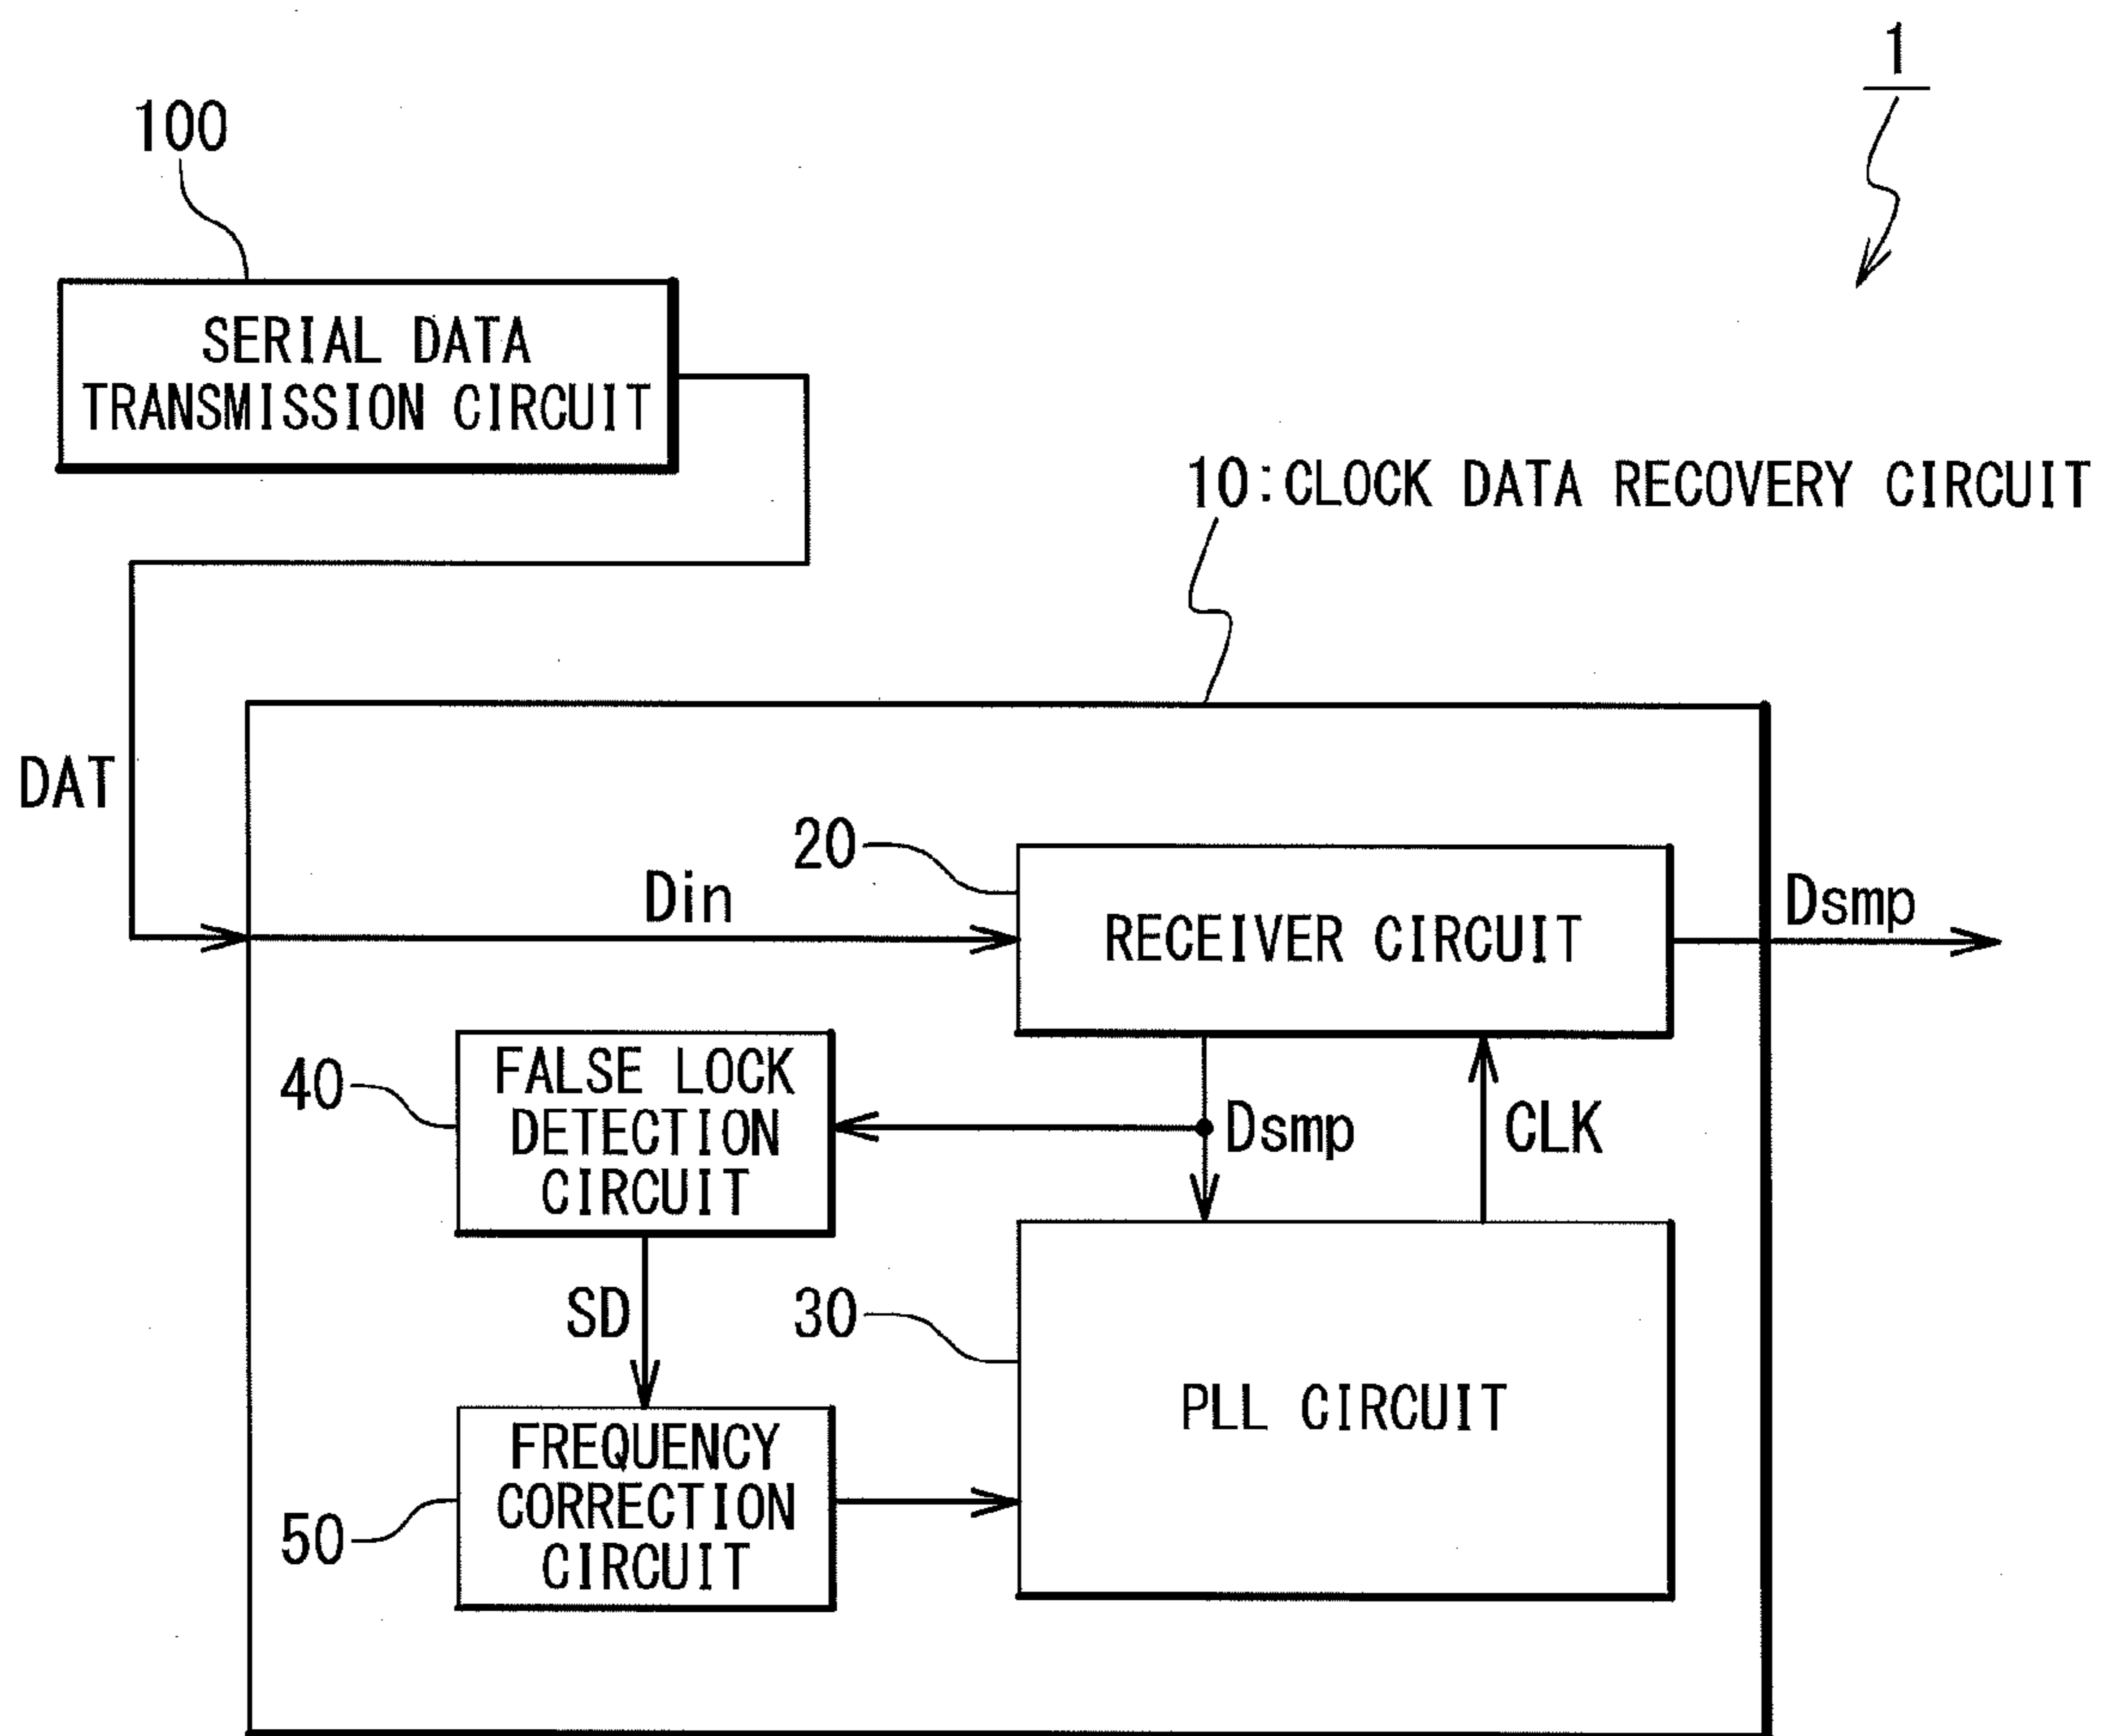 1
100
SERIAL DATA
TRANSMISSION CIRCUIT
10:CLOCK DATA RECOVERY CIRCUIT
DAT
Din
20
RECEIVER CIRCUIT
Dsmp
40
FALSE LOCK
DETECTION
CIRCUIT
Dsmp
CLK
SD
30
PLL CIRCUIT
50
FREQUENCY
CORRECTION
CIRCUIT